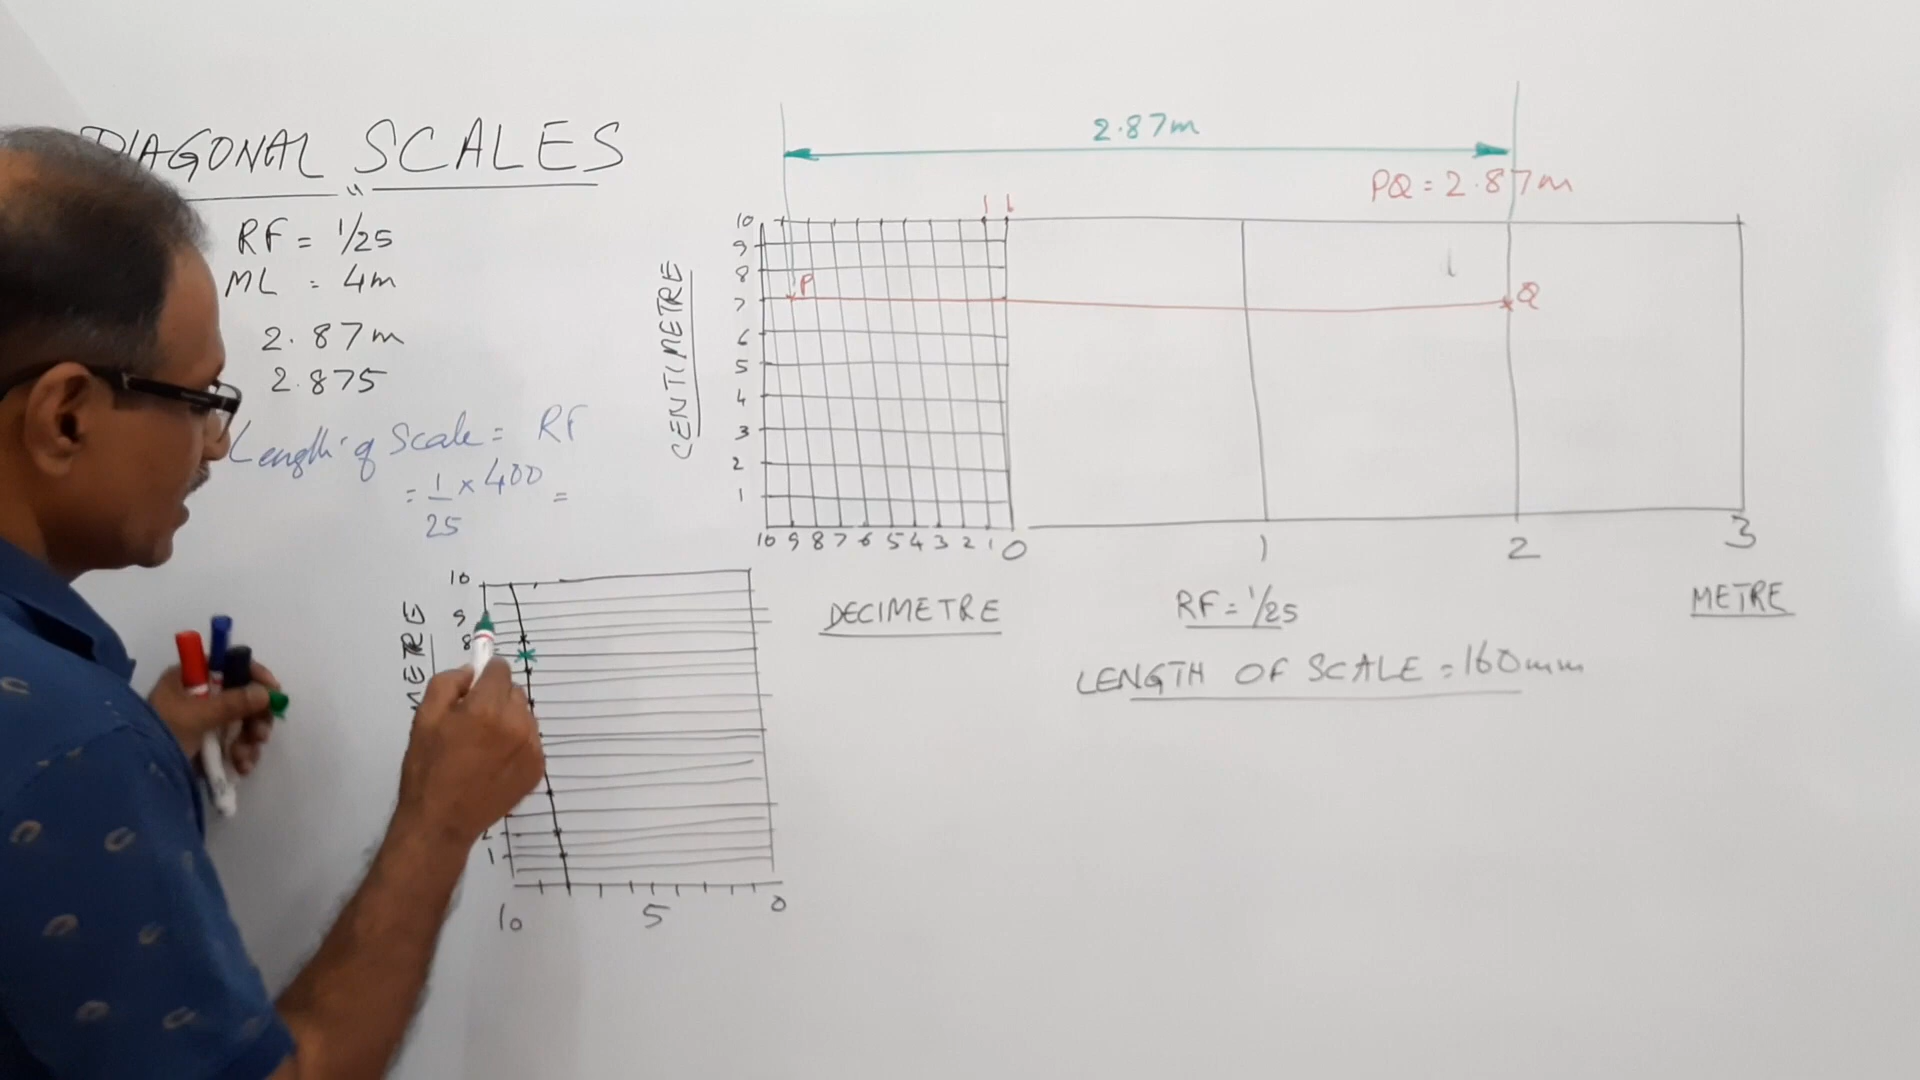 DIAGONAL SCALES
RF = 1/25
ML = 4m
2.87m
2.875
Length of Scale = RF
= 1/25 x 400 =
2.87m
PQ = 2.87m
10
9
8
7
6
5
4
3
2
1
CENTIMETRE
P
Q
10 9 8 7 6 5 4 3 2 1 0 1 2 3
DECIMETRE
RF = 1/25
METRE
LENGTH OF SCALE = 160mm
10
9
8
2
1
METRE
10 5 0